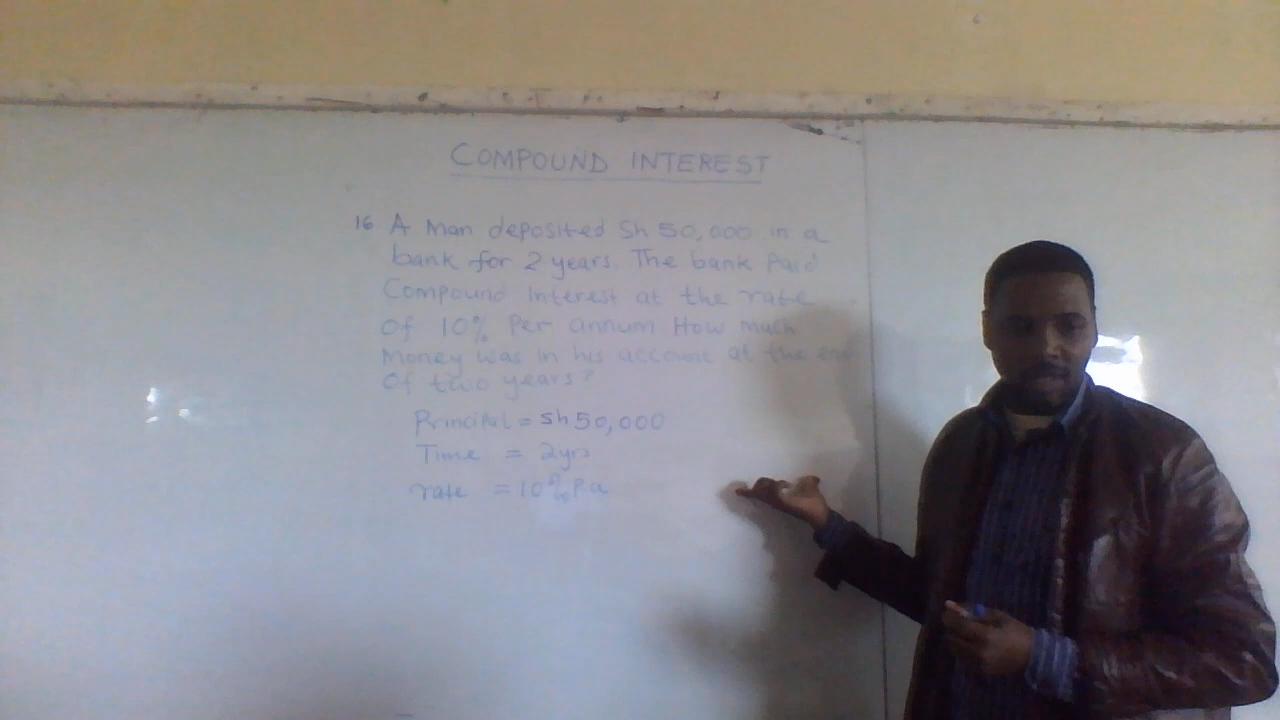 COMPOUND INTEREST
16 A Man deposited Sh 50,000 in a
bank for 2 years. The bank Paid
Compound Interest at the rate
Of 10% Per annum How much
Money was in his account at the end
Of two years?
Principal = Sh 50,000
Time = 2yrs
rate = 10% Pa